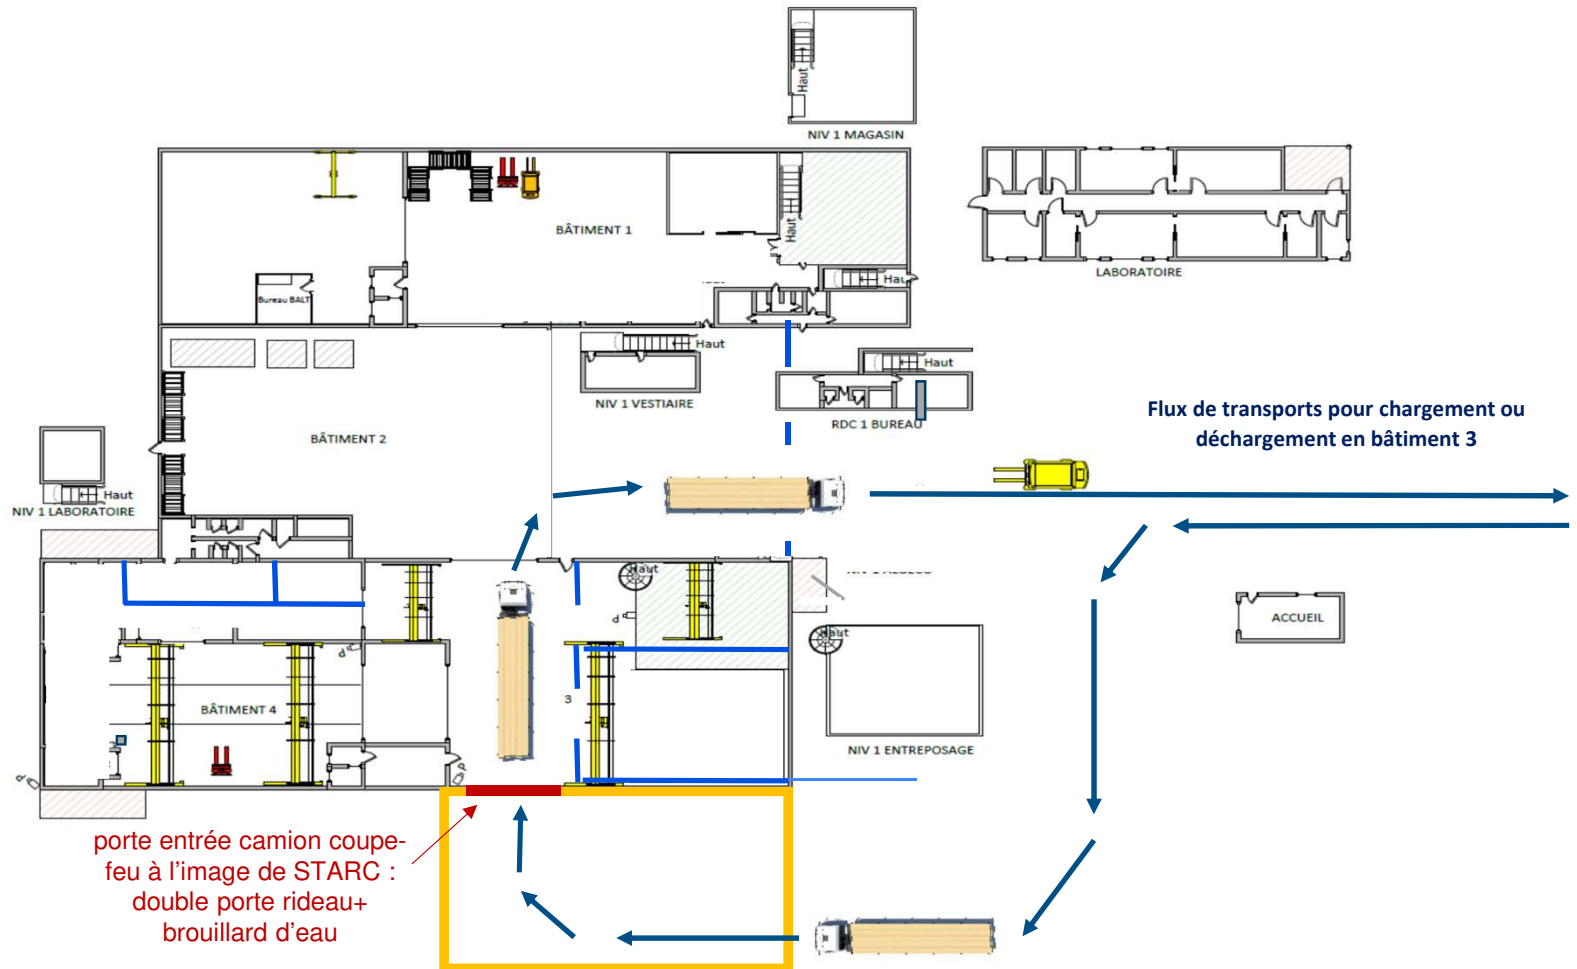 Haut
NIV 1 MAGASIN
BÂTIMENT 1
Haut
LABORATOIRE
Bureau BALT
Haut
Haut
NIV 1 VESTIAIRE
Haut
RDC 1 BUREAU
Flux de transports pour chargement ou
déchargement en bâtiment 3
BÂTIMENT 2
Haut
NIV 1 LABORATOIRE
Haut
d
ACCUEIL
Haut
d
3
BÂTIMENT 4
NIV 1 ENTREPOSAGE
d
d
porte entrée camion coupe-
feu à l'image de STARC :
double porte rideau+
brouillard d'eau